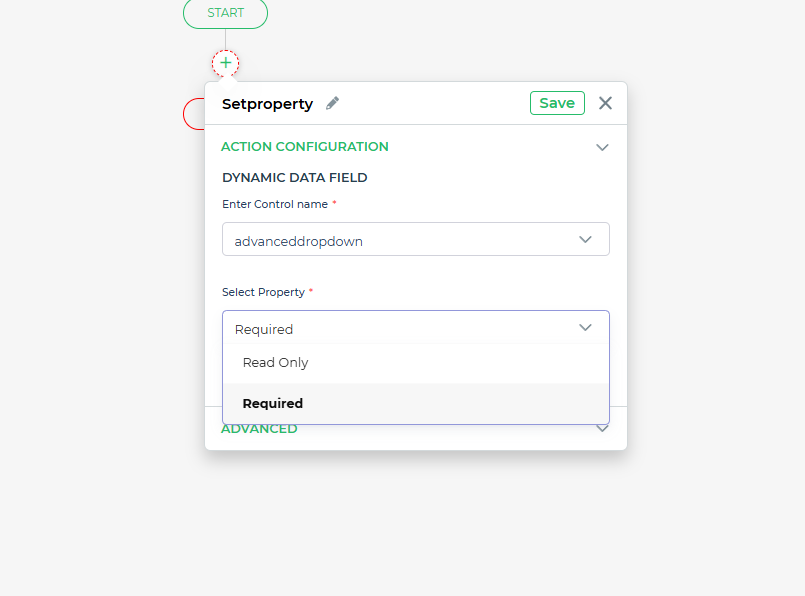 START
Setproperty
Save
ACTION CONFIGURATION
DYNAMIC DATA FIELD
Enter Control name *
advanceddropdown
Select Property *
Required
Read Only
Required
ADVANCED